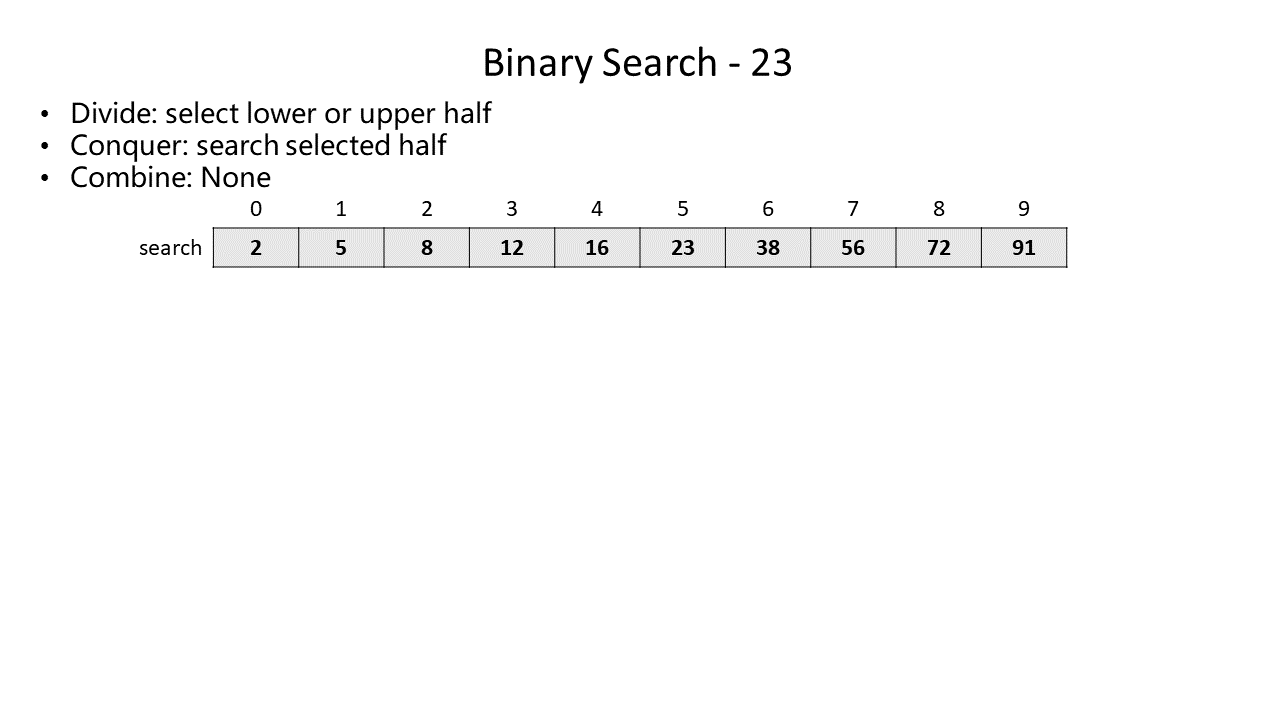 Binary Search - 23
• Divide: select lower or upper half
• Conquer: search selected half
• Combine: None
0 1 2 3 4 5 6 7 8 9
search 2 5 8 12 16 23 38 56 72 91